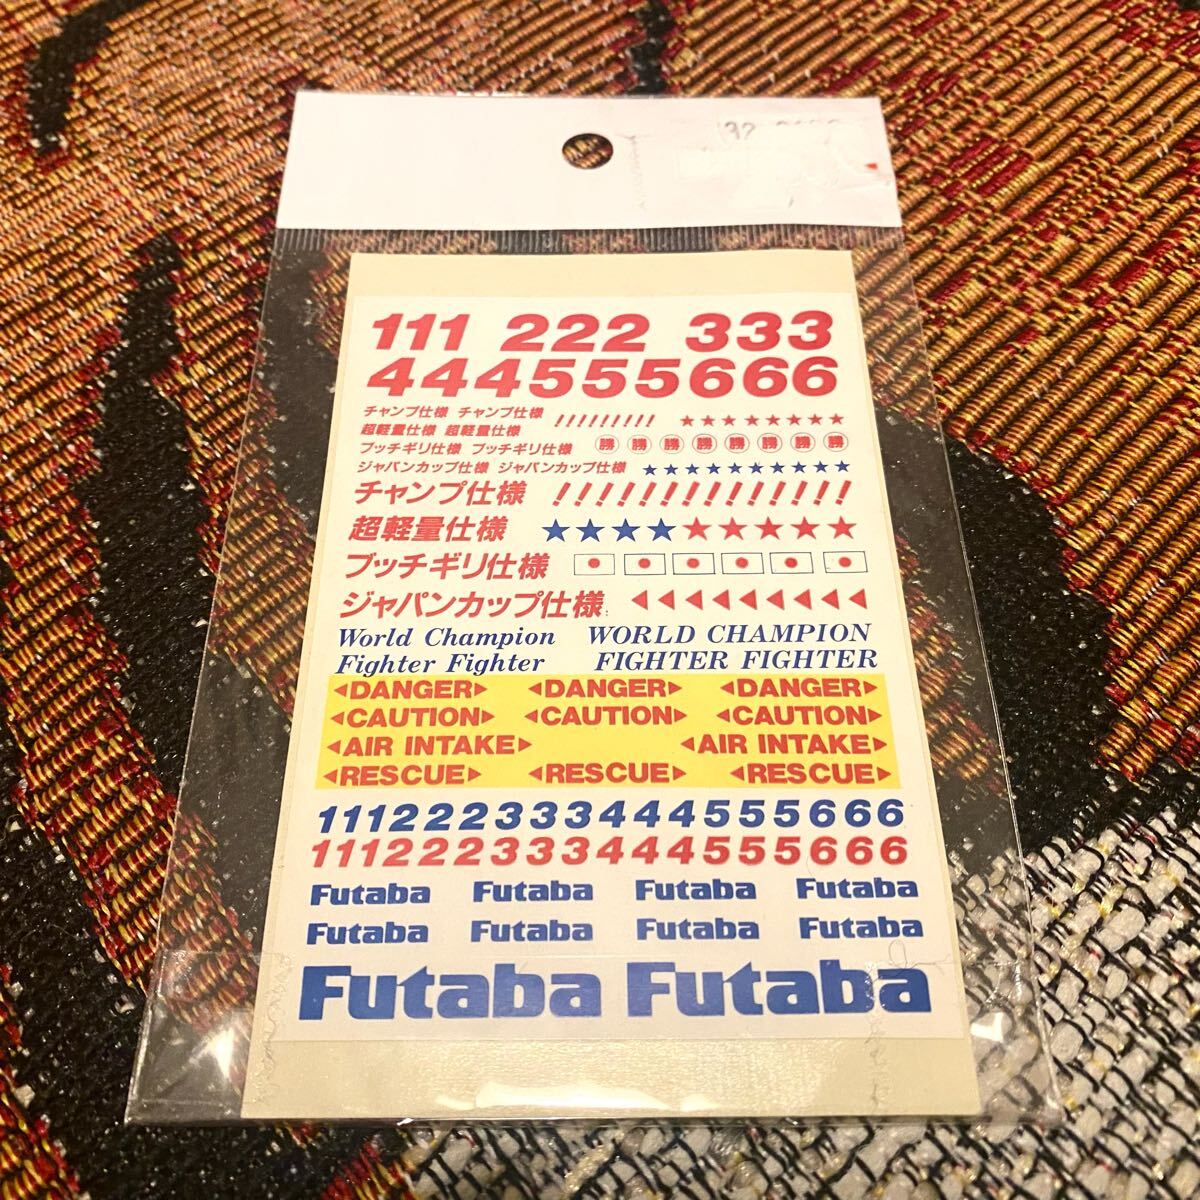 111 222 333
444555666
チャンプ仕様 チャンプ仕様 !!!!!!!!! ★★★★★★★★
超軽量仕様 超軽量仕様
ブッチギリ仕様 ブッチギリ仕様 勝 勝 勝 勝 勝 勝 勝 勝
ジャパンカップ仕様 ジャパンカップ仕様 ★★★★★★★★★★
チャンプ仕様 !!!!!!!!!!!!!!
超軽量仕様 ★★★★★★★★★
ブッチギリ仕様
ジャパンカップ仕様 ◀◀◀◀◀◀◀◀◀
World Champion WORLD CHAMPION
Fighter Fighter FIGHTER FIGHTER
◀DANGER▶ ◀DANGER▶ ◀DANGER▶
◀CAUTION▶ ◀CAUTION▶ ◀CAUTION▶
◀AIR INTAKE▶ ◀AIR INTAKE▶
◀RESCUE▶ ◀RESCUE▶ ◀RESCUE▶
111222333444555666
111222333444555666
Futaba Futaba Futaba Futaba
Futaba Futaba Futaba Futaba
Futaba Futaba